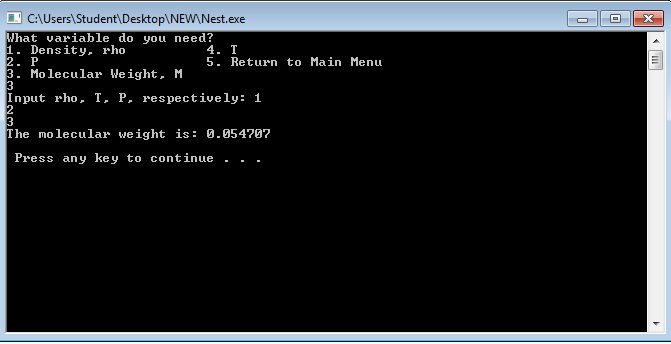 C:\Users\Student\Desktop\NEW\Nest.exe
What variable do you need?
1. Density, rho          4. T
2. P                     5. Return to Main Menu
3. Molecular Weight, M
3
Input rho, T, P, respectively: 1
2
3
The molecular weight is: 0.054707
Press any key to continue . . .